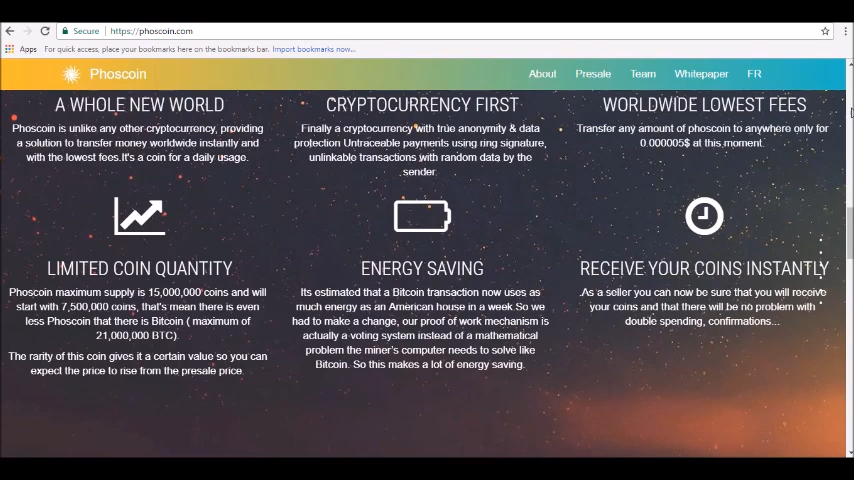 Secure
https://phoscoin.com
Apps
For quick access, place your bookmarks here on the bookmarks bar. Import bookmarks now...
Phoscoin
About
Presale
Team
Whitepaper
FR
A WHOLE NEW WORLD
Phoscoin is unlike any other cryptocurrency, providing
a solution to transfer money worldwide instantly and
with the lowest fees.It's a coin for a daily usage.
CRYPTOCURRENCY FIRST
Finally a cryptocurrency with true anonymity & data
protection Untraceable payments using ring signature,
unlinkable transactions with random data by the
sender.
WORLDWIDE LOWEST FEES
Transfer any amount of phoscoin to anywhere only for
0.000005$ at this moment.
LIMITED COIN QUANTITY
Phoscoin maximum supply is 15,000,000 coins and will
start with 7,500,000 coins, that's mean there is even
less Phoscoin that there is Bitcoin ( maximum of
21,000,000 BTC).
The rarity of this coin gives it a certain value so you can
expect the price to rise from the presale price.
ENERGY SAVING
Its estimated that a Bitcoin transaction now uses as
much energy as an American house in a week.So we
had to make a change, our proof of work mechanism is
actually a voting system instead of a mathematical
problem the miner's computer needs to solve like
Bitcoin. So this makes a lot of energy saving.
RECEIVE YOUR COINS INSTANTLY
As a seller you can now be sure that you will receive
your coins and that there will be no problem with
double spending, confirmations...